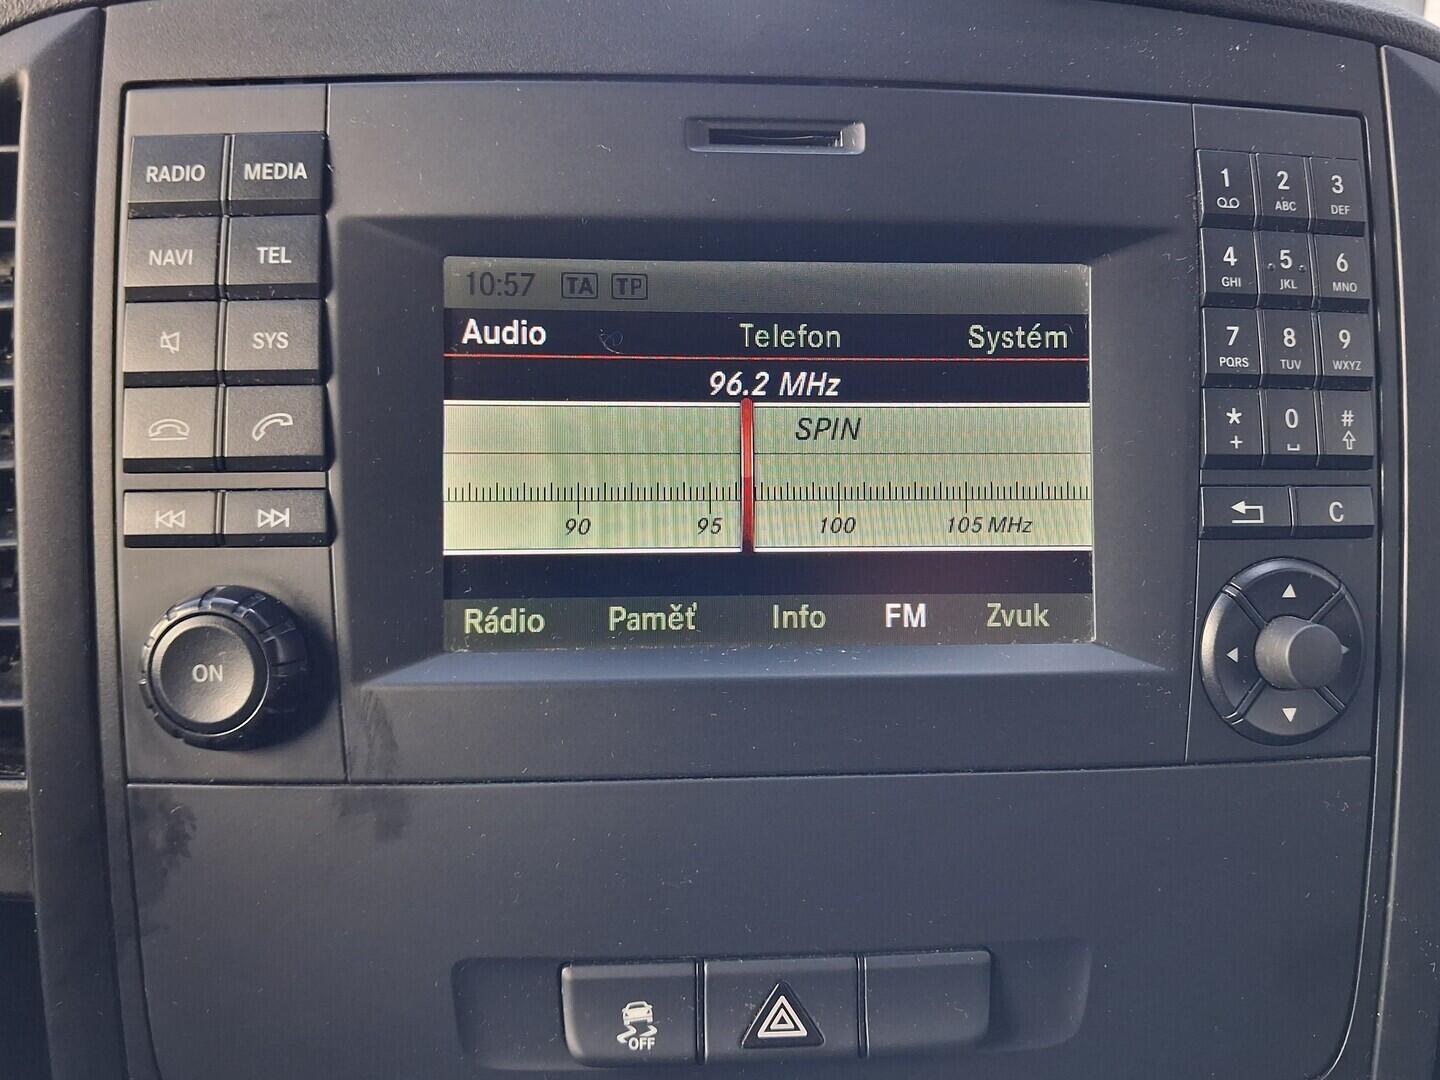 RADIO MEDIA
NAVI TEL
SYS
ON
10:57 TA TP
Audio Telefon Systém
96.2 MHz
SPIN
90 95 100 105 MHz
Rádio Paměť Info FM Zvuk
1 2 3
ABC DEF
4 5 6
GHI JKL MNO
7 8 9
PQRS TUV WXYZ
* 0 #
+
C
OFF